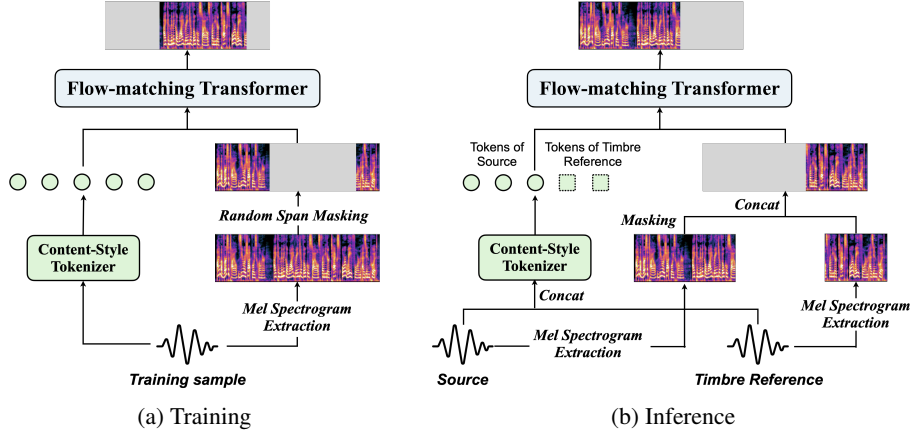 Flow-matching Transformer
Random Span Masking
Content-Style
Tokenizer
Mel Spectrogram
Extraction
Training sample
(a) Training
Flow-matching Transformer
Tokens of
Source
Tokens of Timbre
Reference
Concat
Masking
Content-Style
Tokenizer
Concat
Mel Spectrogram
Extraction
Mel Spectrogram
Extraction
Source
Timbre Reference
(b) Inference